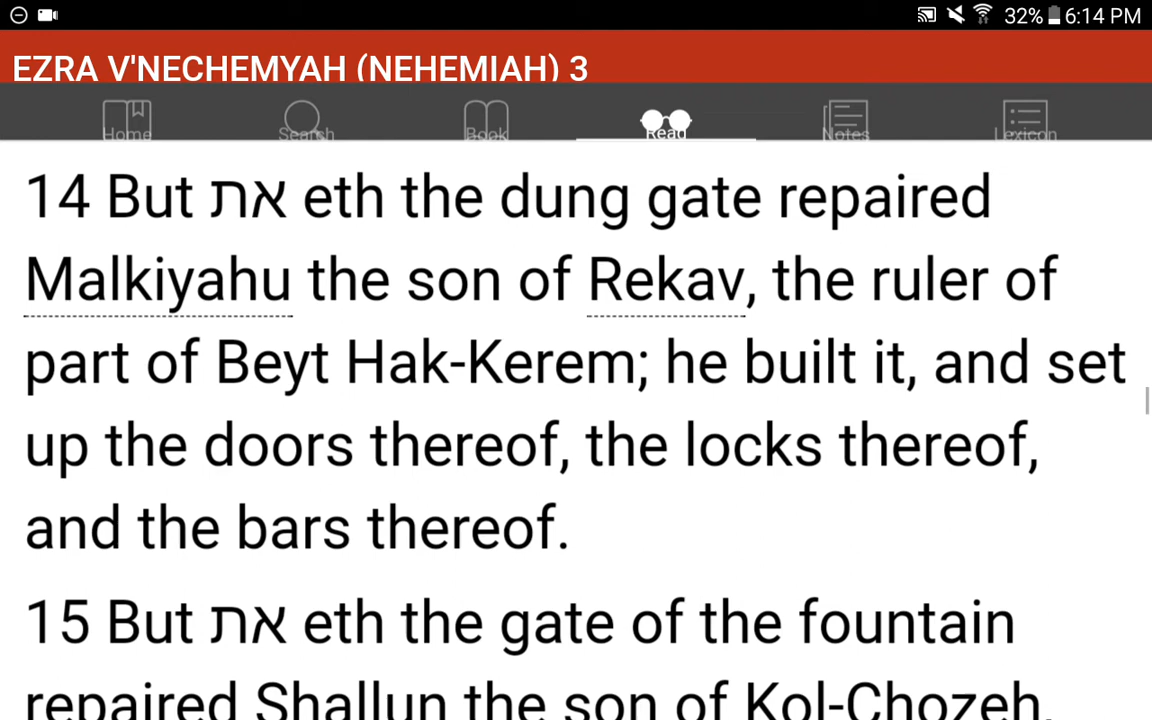 32% 6:14 PM
EZRA V'NECHEMYAH (NEHEMIAH) 3
Home Search Book Read Notes Lexicon
14 But את eth the dung gate repaired
Malkiyahu the son of Rekav, the ruler of
part of Beyt Hak-Kerem; he built it, and set
up the doors thereof, the locks thereof,
and the bars thereof.
15 But את eth the gate of the fountain
repaired Shallun the son of Kol-Chozeh,